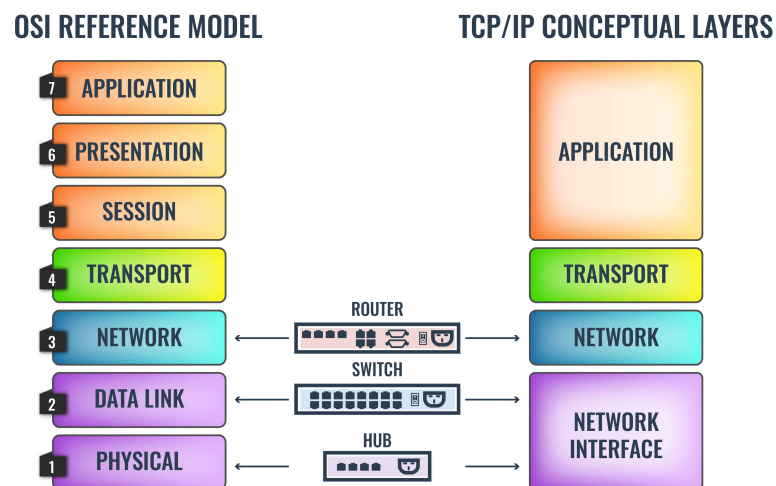 OSI REFERENCE MODEL
TCP/IP CONCEPTUAL LAYERS
7 APPLICATION
6 PRESENTATION
5 SESSION
APPLICATION
4 TRANSPORT
TRANSPORT
ROUTER
3 NETWORK
NETWORK
SWITCH
2 DATA LINK
HUB
1 PHYSICAL
NETWORK
INTERFACE